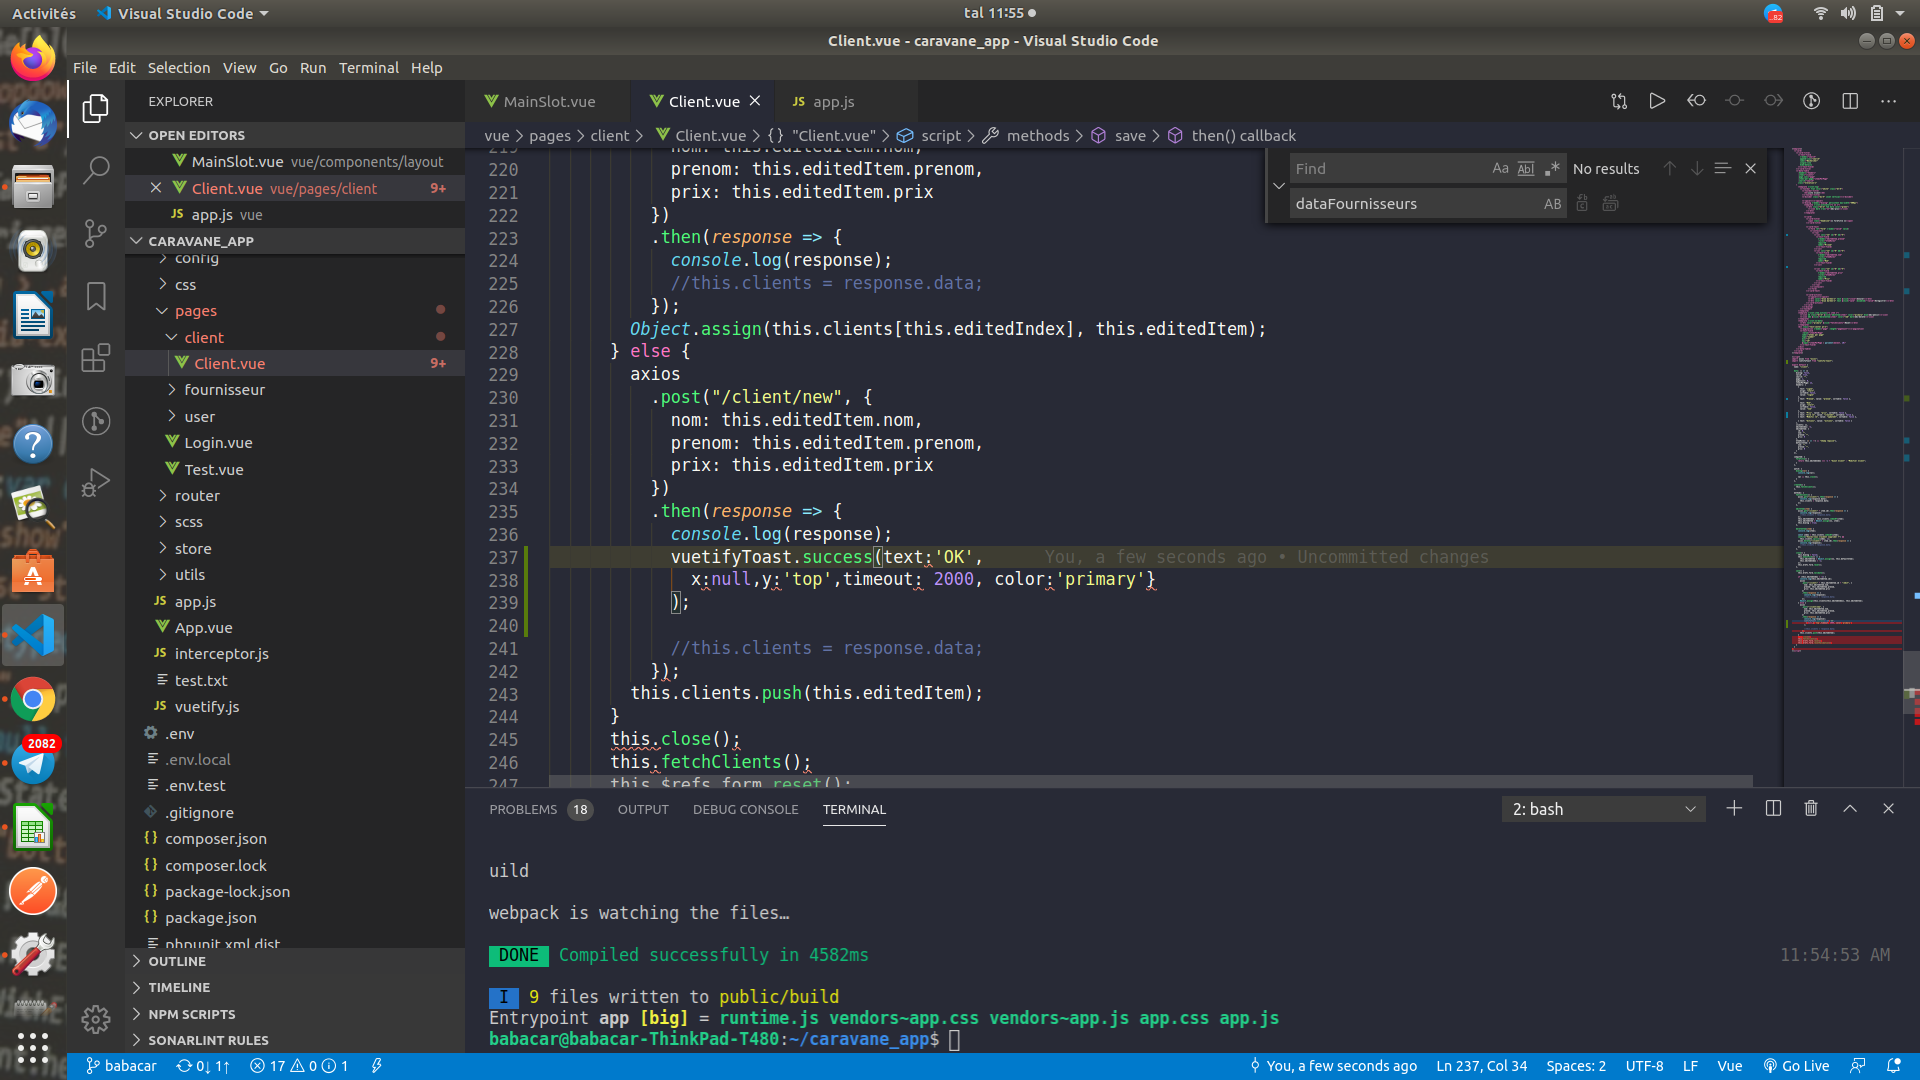 Activités
Visual Studio Code
tal 11:55
82
Client.vue - caravane_app - Visual Studio Code
File Edit Selection View Go Run Terminal Help
EXPLORER
OPEN EDITORS
MainSlot.vue vue/components/layout
Client.vue vue/pages/client 9+
app.js vue
CARAVANE_APP
config
css
pages
client
Client.vue 9+
fournisseur
user
Login.vue
Test.vue
router
scss
store
utils
app.js
App.vue
interceptor.js
test.txt
vuetify.js
.env
.env.local
.env.test
.gitignore
composer.json
composer.lock
package-lock.json
package.json
phpunit.xml.dist
OUTLINE
TIMELINE
NPM SCRIPTS
SONARLINT RULES
2082
MainSlot.vue
Client.vue
JS app.js
vue > pages > client > Client.vue > {} "Client.vue" > script > methods > save > then() callback
Find
Aa Abl .*
No results
dataFournisseurs
AB
219 nom: this.editedItem.nom,
220 prenom: this.editedItem.prenom,
221 prix: this.editedItem.prix
222 })
223 .then(response => {
224 console.log(response);
225 //this.clients = response.data;
226 });
227 Object.assign(this.clients[this.editedIndex], this.editedItem);
228 } else {
229 axios
230 .post("/client/new", {
231 nom: this.editedItem.nom,
232 prenom: this.editedItem.prenom,
233 prix: this.editedItem.prix
234 })
235 .then(response => {
236 console.log(response);
237 vuetifyToast.success(text:'OK', You, a few seconds ago • Uncommitted changes
238 x:null,y:'top',timeout: 2000, color:'primary'}
239 );
240
241 //this.clients = response.data;
242 });
243 this.clients.push(this.editedItem);
244 }
245 this.close();
246 this.fetchClients();
247 this.$refs.form.reset();
PROBLEMS 18 OUTPUT DEBUG CONSOLE TERMINAL
2: bash
uild
webpack is watching the files…
DONE Compiled successfully in 4582ms 11:54:53 AM
I 9 files written to public/build
Entrypoint app [big] = runtime.js vendors~app.css vendors~app.js app.css app.js
babacar@babacar-ThinkPad-T480:~/caravane_app$
babacar 0↓ 1↑ 17 0 1
You, a few seconds ago Ln 237, Col 34 Spaces: 2 UTF-8 LF Vue Go Live